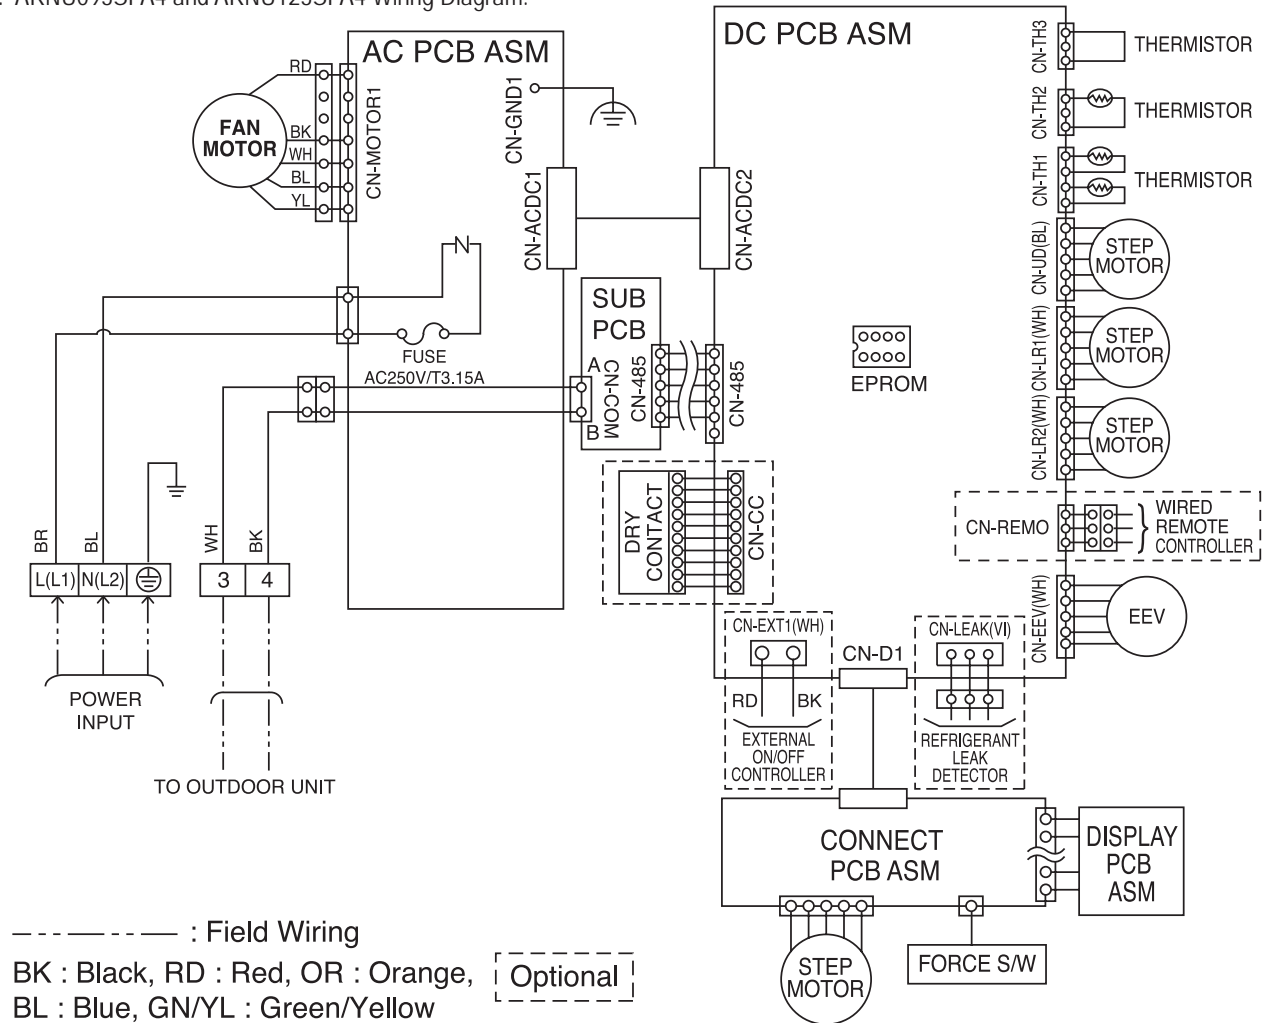 Wiring Diagram.
AC PCB ASM
DC PCB ASM
RD
BK
WH
BL
YL
FAN
MOTOR
CN-MOTOR1
CN-GND1
CN-ACDC1
CN-ACDC2
CN-TH3
THERMISTOR
CN-TH2
THERMISTOR
CN-TH1
THERMISTOR
CN-UD(BL)
STEP
MOTOR
CN-LR1(WH)
STEP
MOTOR
CN-LR2(WH)
STEP
MOTOR
N
FUSE
AC250V/T3.15A
SUB
PCB
A
B
CN-COM
CN-485
CN-485
EPROM
DRY
CONTACT
CN-CC
CN-REMO
WIRED
REMOTE
CONTROLLER
CN-EEV(WH)
EEV
BR
BL
WH
BK
L(L1)
N(L2)
3
4
POWER
INPUT
TO OUTDOOR UNIT
CN-EXT1(WH)
RD
BK
EXTERNAL
ON/OFF
CONTROLLER
CN-D1
CN-LEAK(VI)
REFRIGERANT
LEAK
DETECTOR
CONNECT
PCB ASM
DISPLAY
PCB
ASM
STEP
MOTOR
FORCE S/W
: Field Wiring
BK : Black, RD : Red, OR : Orange,
BL : Blue, GN/YL : Green/Yellow
Optional